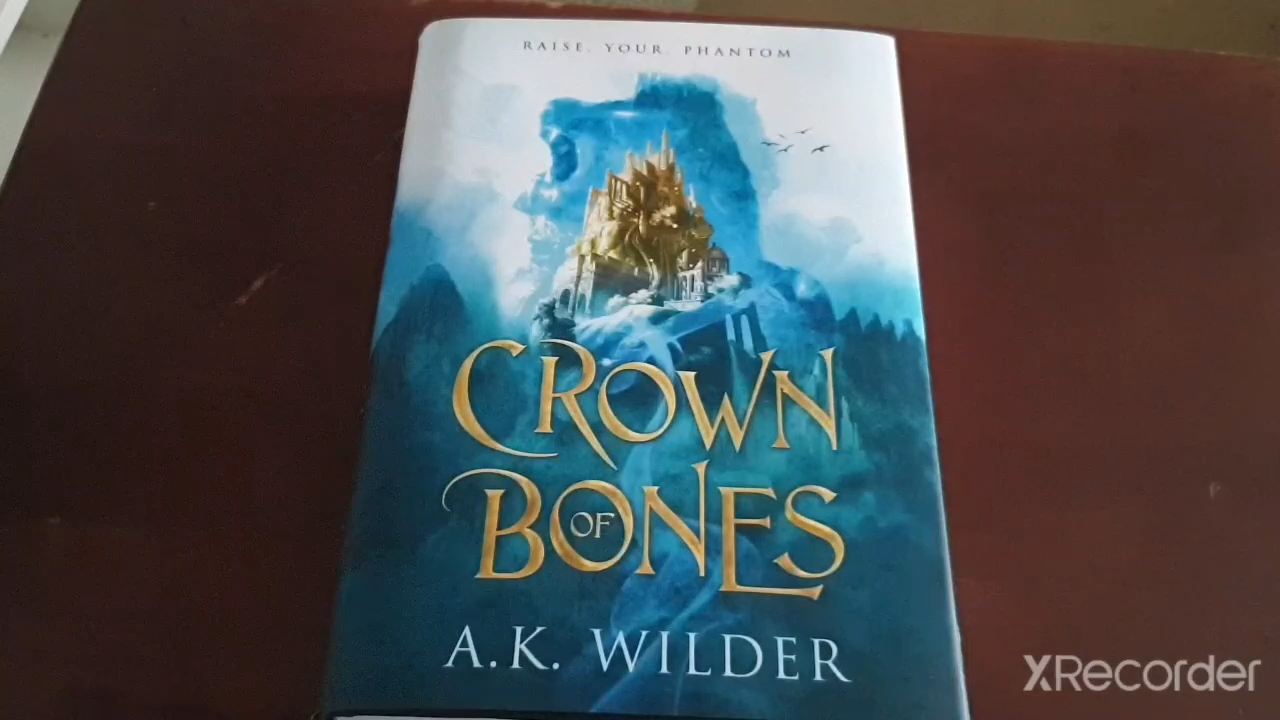 RAISE. YOUR. PHANTOM
CROWN
OF
BONES
A.K. WILDER
XRecorder